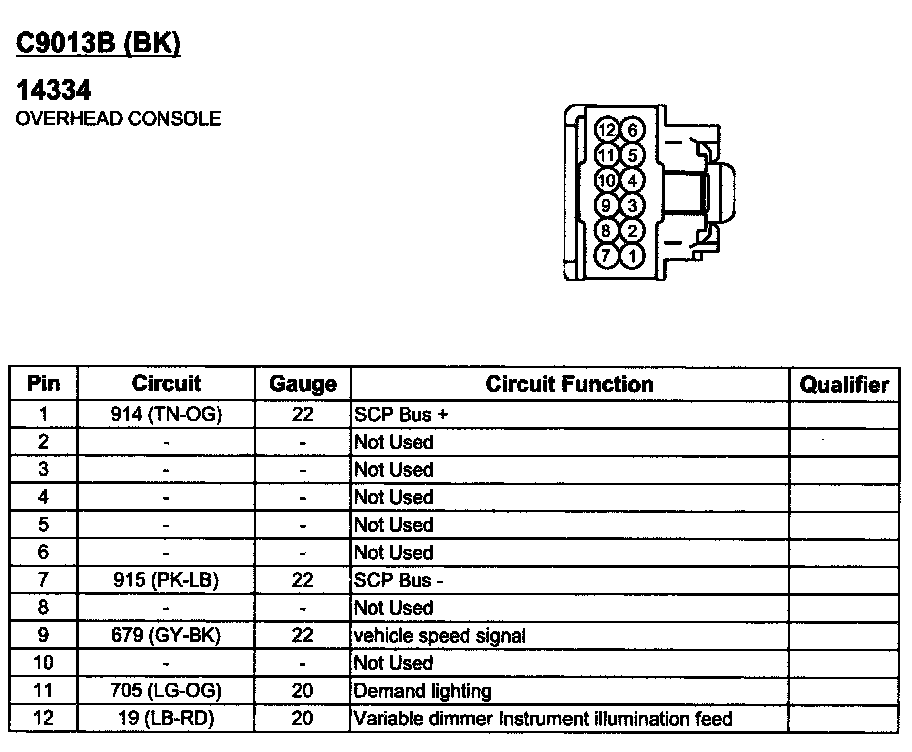 C9013B (BK)
14334
OVERHEAD CONSOLE
12 6
11 5
10 4
9 3
8 2
7 1
Pin Circuit Gauge Circuit Function Qualifier
1 914 (TN-OG) 22 SCP Bus +
2 - - Not Used
3 - - Not Used
4 - - Not Used
5 - - Not Used
6 - - Not Used
7 915 (PK-LB) 22 SCP Bus -
8 - - Not Used
9 679 (GY-BK) 22 vehicle speed signal
10 - - Not Used
11 705 (LG-OG) 20 Demand lighting
12 19 (LB-RD) 20 Variable dimmer Instrument illumination feed